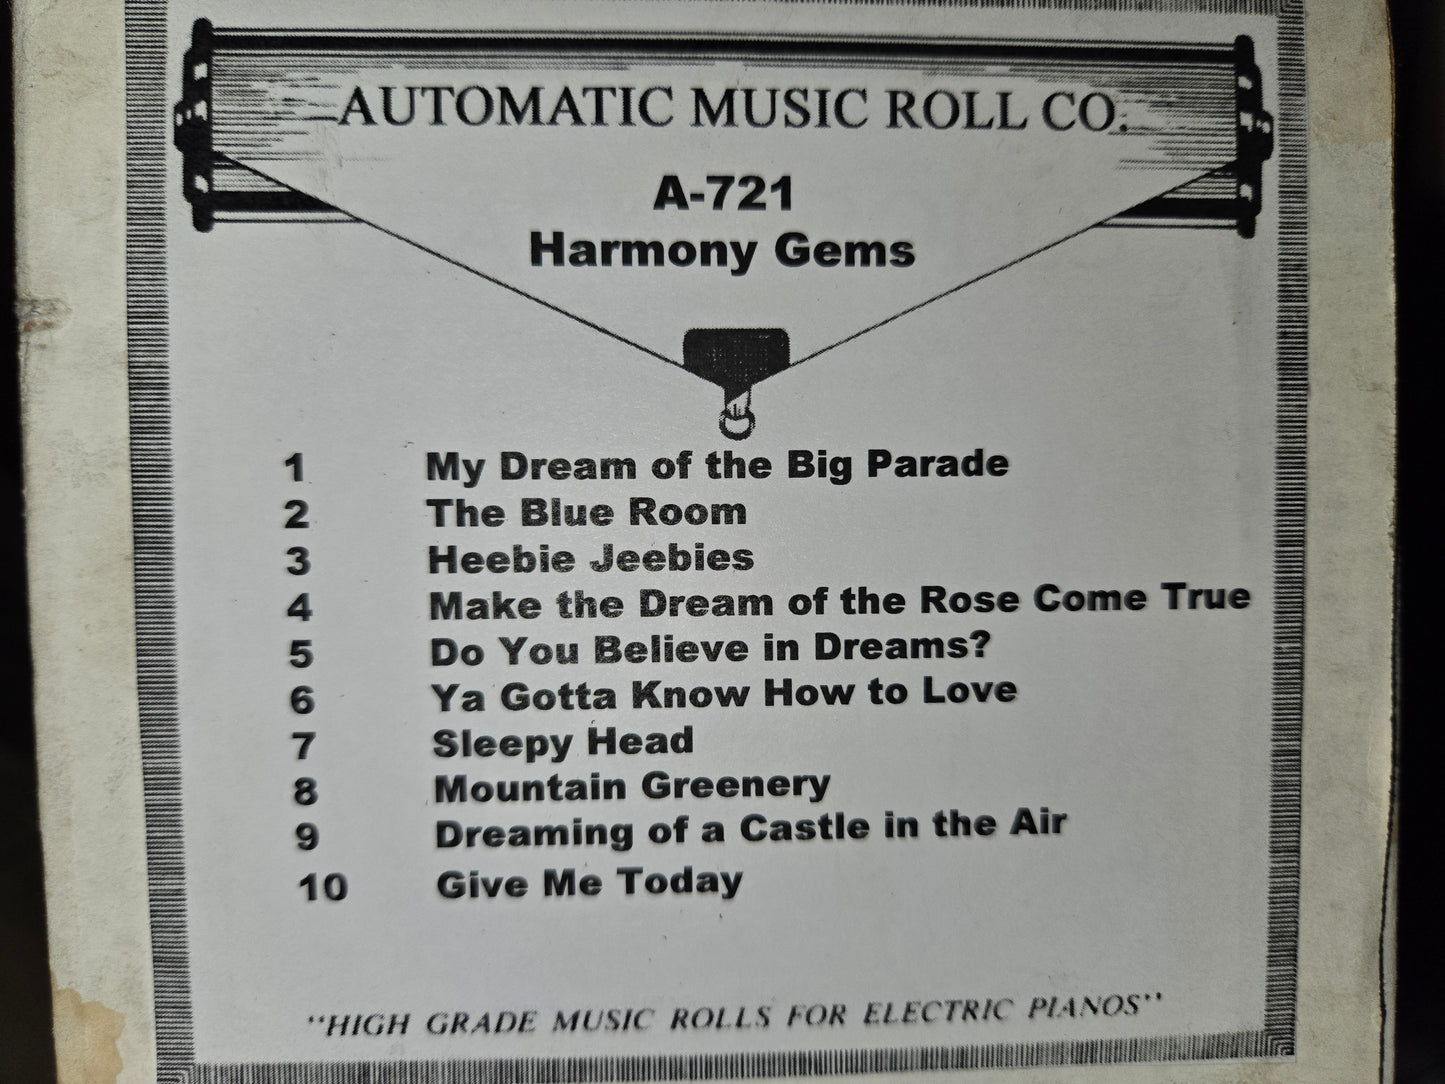 AUTOMATIC MUSIC ROLL CO.
A-721
Harmony Gems
1 My Dream of the Big Parade
2 The Blue Room
3 Heebie Jeebies
4 Make the Dream of the Rose Come True
5 Do You Believe in Dreams?
6 Ya Gotta Know How to Love
7 Sleepy Head
8 Mountain Greenery
9 Dreaming of a Castle in the Air
10 Give Me Today
"HIGH GRADE MUSIC ROLLS FOR ELECTRIC PIANOS"